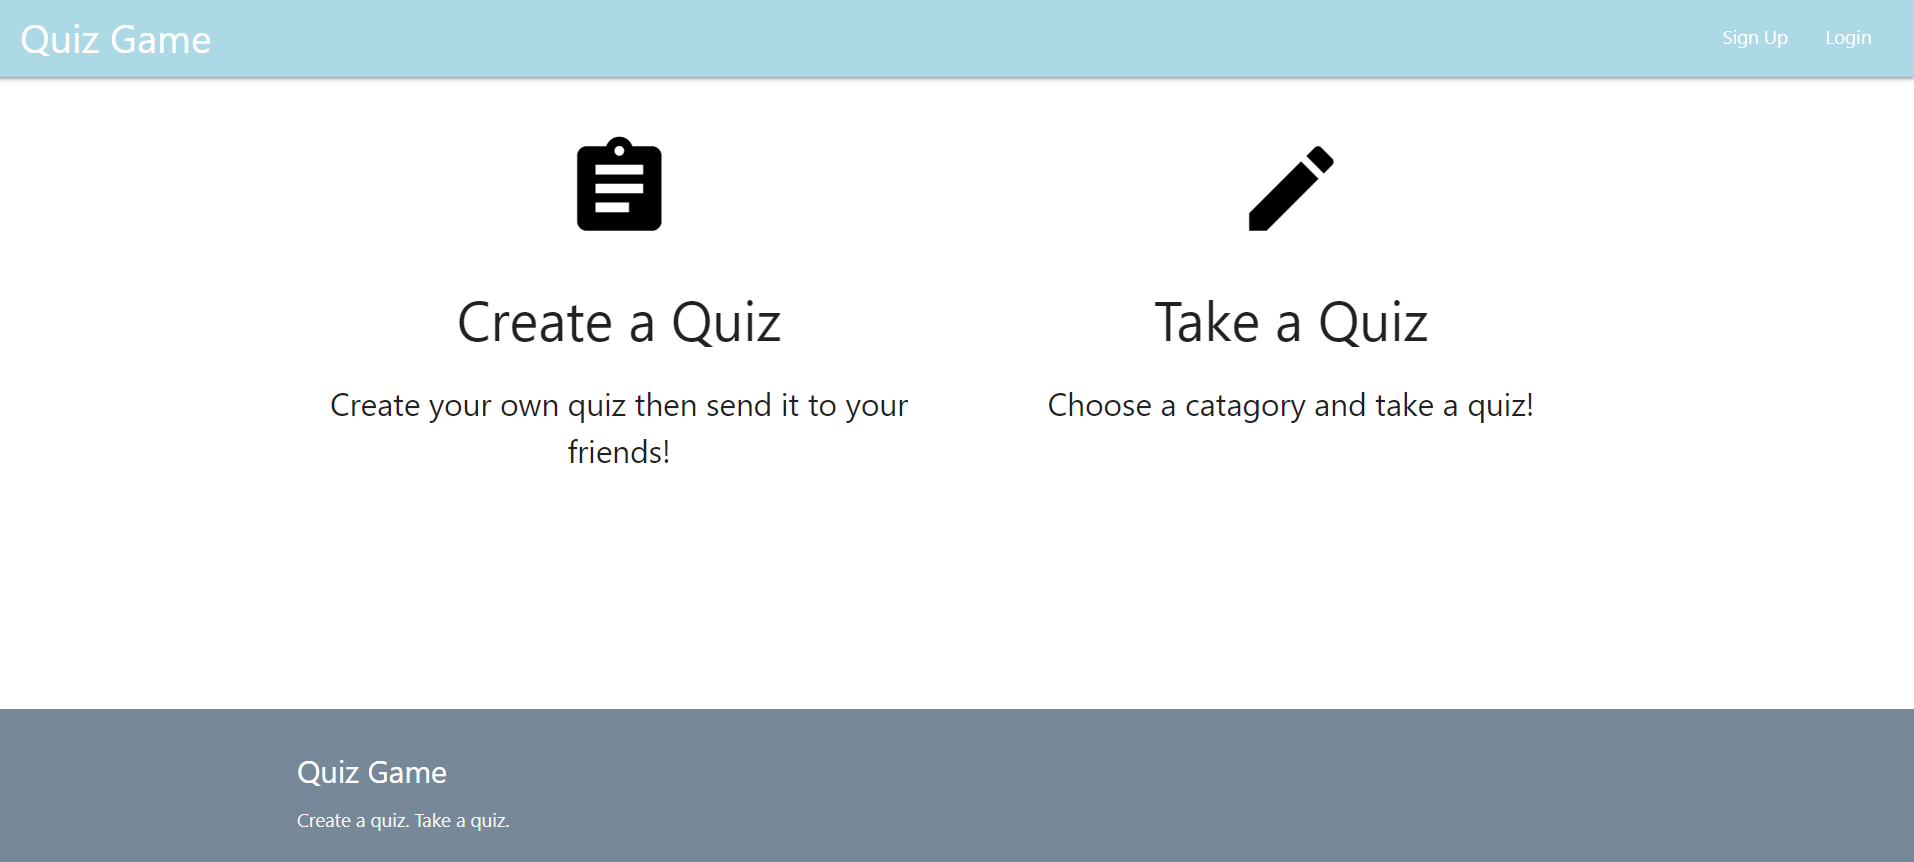 Quiz Game
Sign Up
Login
Create a Quiz
Create your own quiz then send it to your
friends!
Take a Quiz
Choose a catagory and take a quiz!
Quiz Game
Create a quiz. Take a quiz.